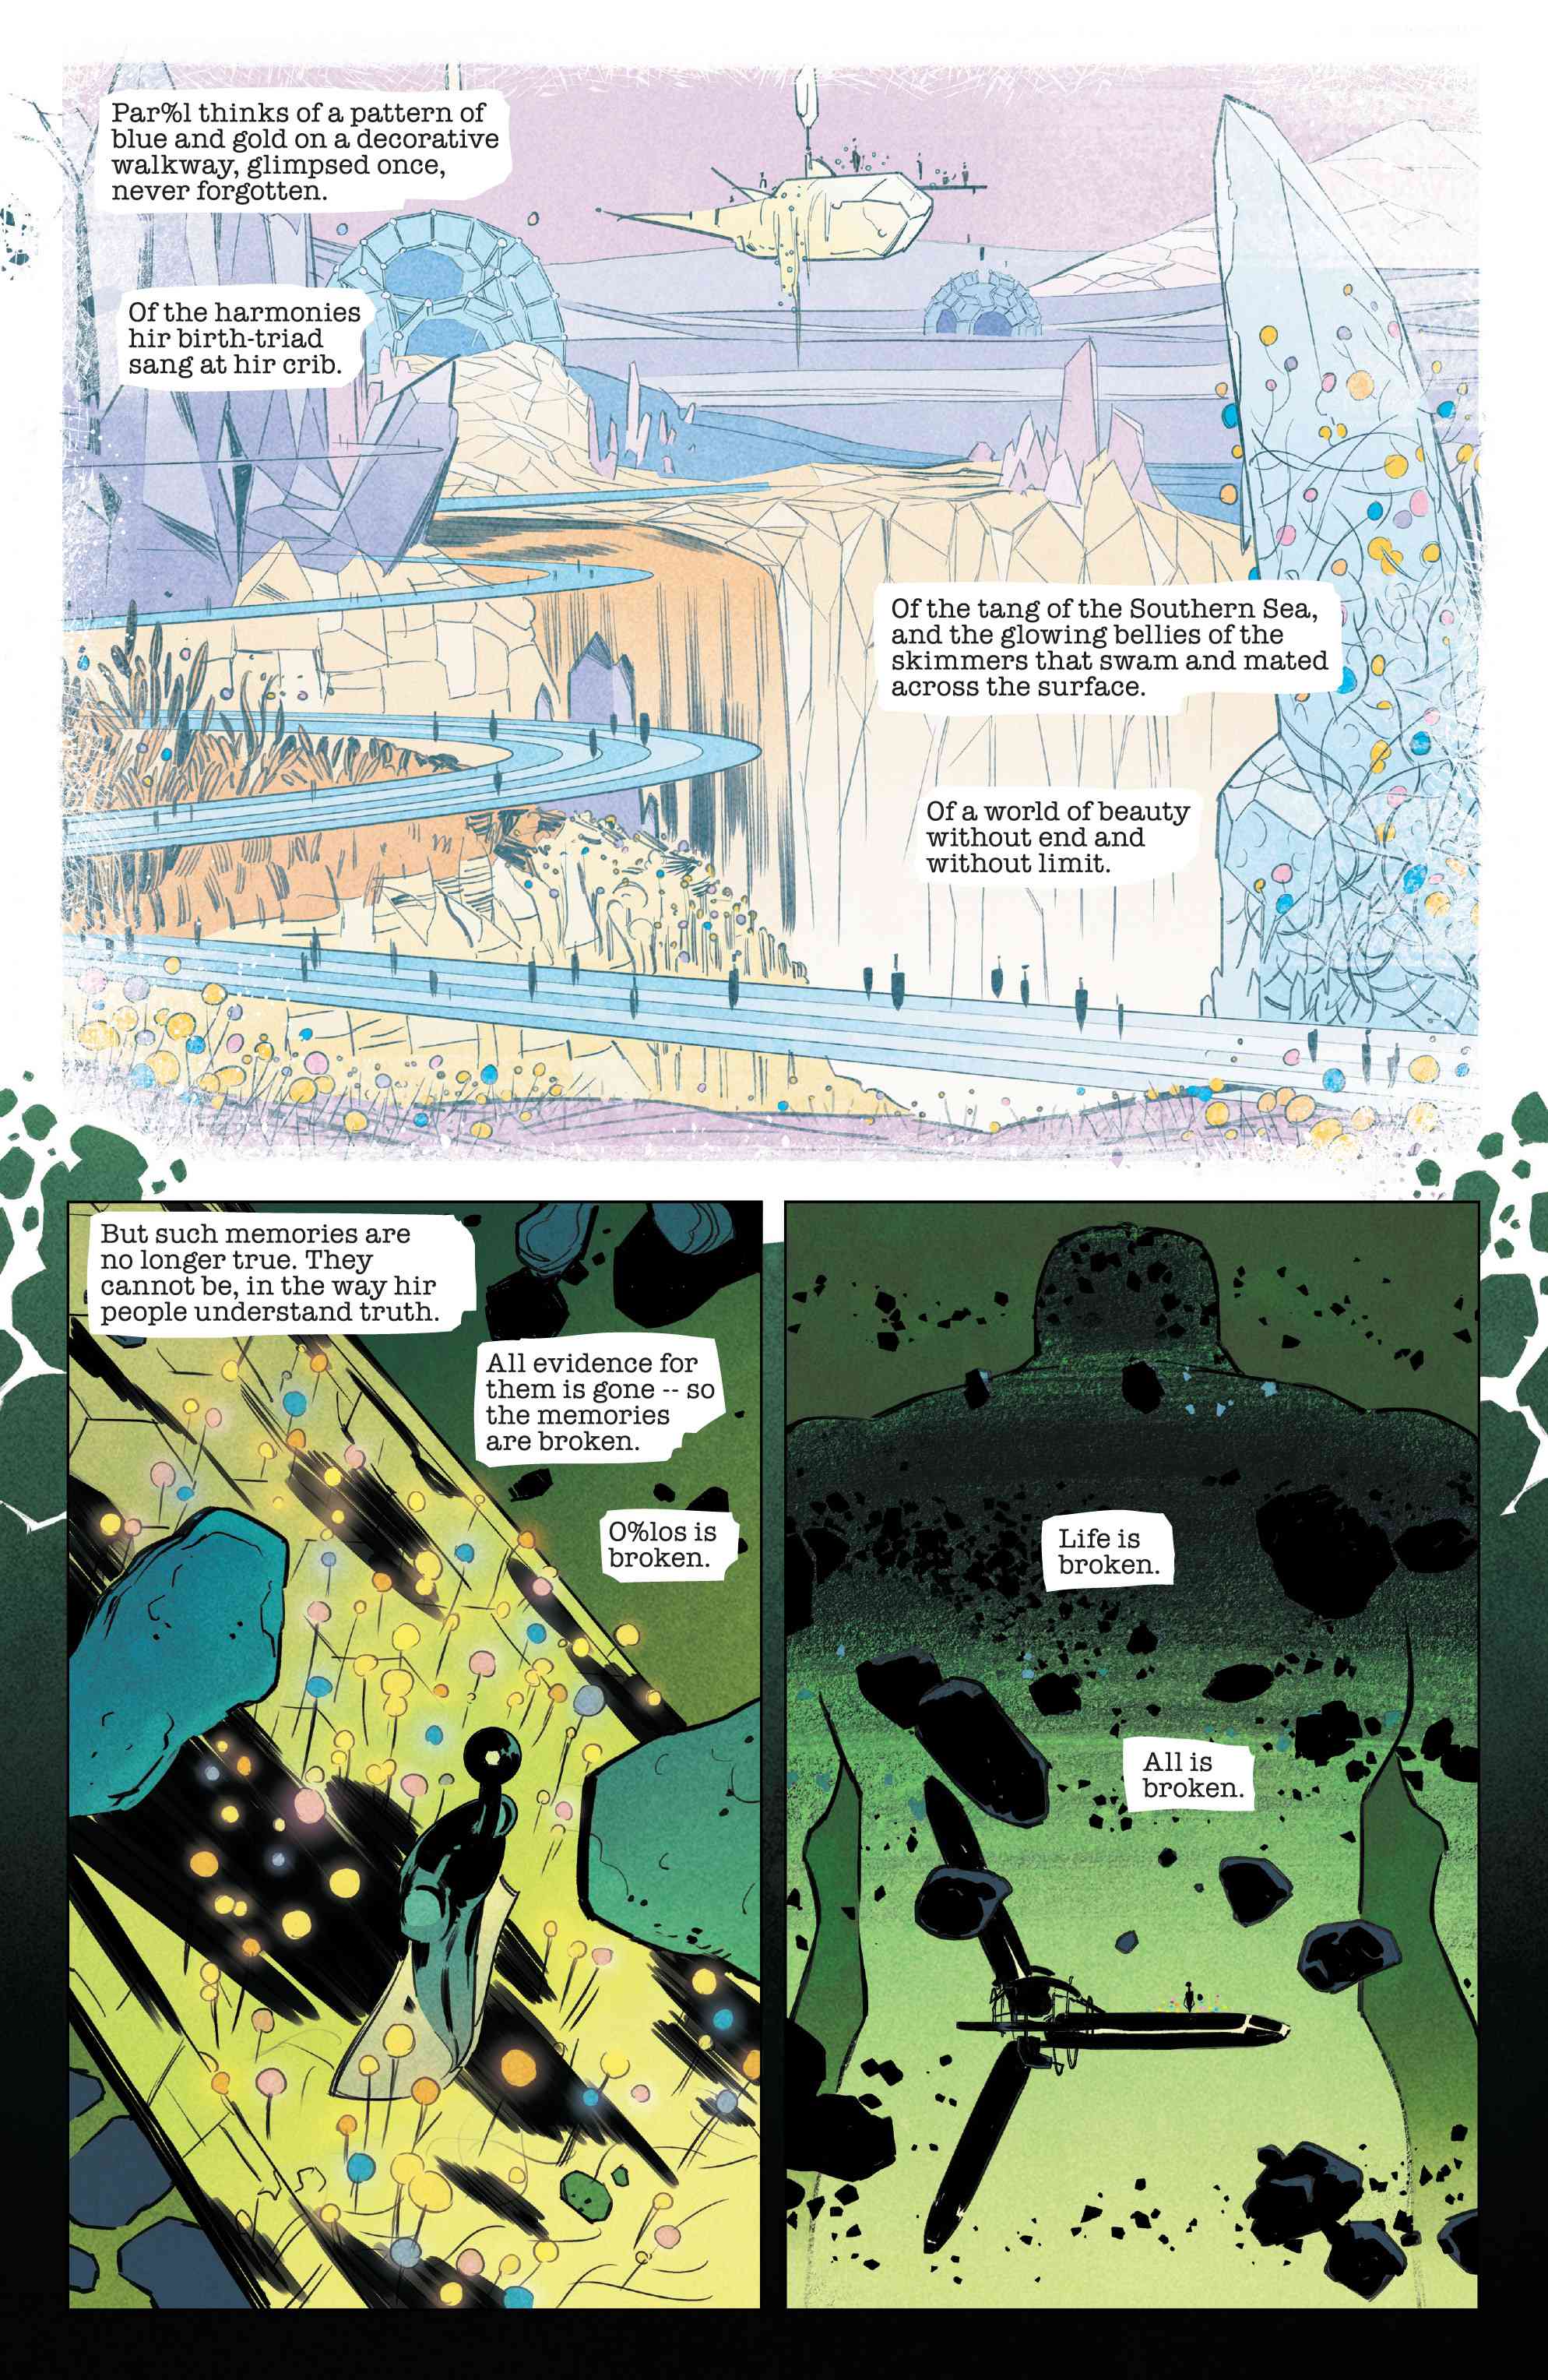 Par%l thinks of a pattern of
blue and gold on a decorative
walkway, glimpsed once,
never forgotten.
Of the harmonies
hir birth-triad
sang at hir crib.
Of the tang of the Southern Sea,
and the glowing bellies of the
skimmers that swam and mated
across the surface.
Of a world of beauty
without end and
without limit.
But such memories are
no longer true. They
cannot be, in the way hir
people understand truth.
All evidence for
them is gone -- so
the memories
are broken.
O%los is
broken.
Life is
broken.
All is
broken.